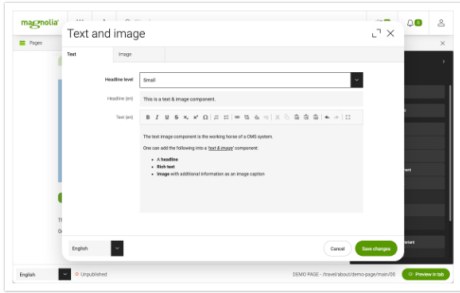 magnolia
Text and image
Pages
Text
Image
Headline level
Small
Headline (en)
This is a text & image component.
Text (en)
The text image component is the working horse of a CMS system.
One can add the following into a 'text & image' component:
A headline
Rich text
Image with additional information as an image caption
English
Cancel
Save changes
English
Unpublished
DEMO PAGE - /travel/about/demo-page/main/00
Preview in tab